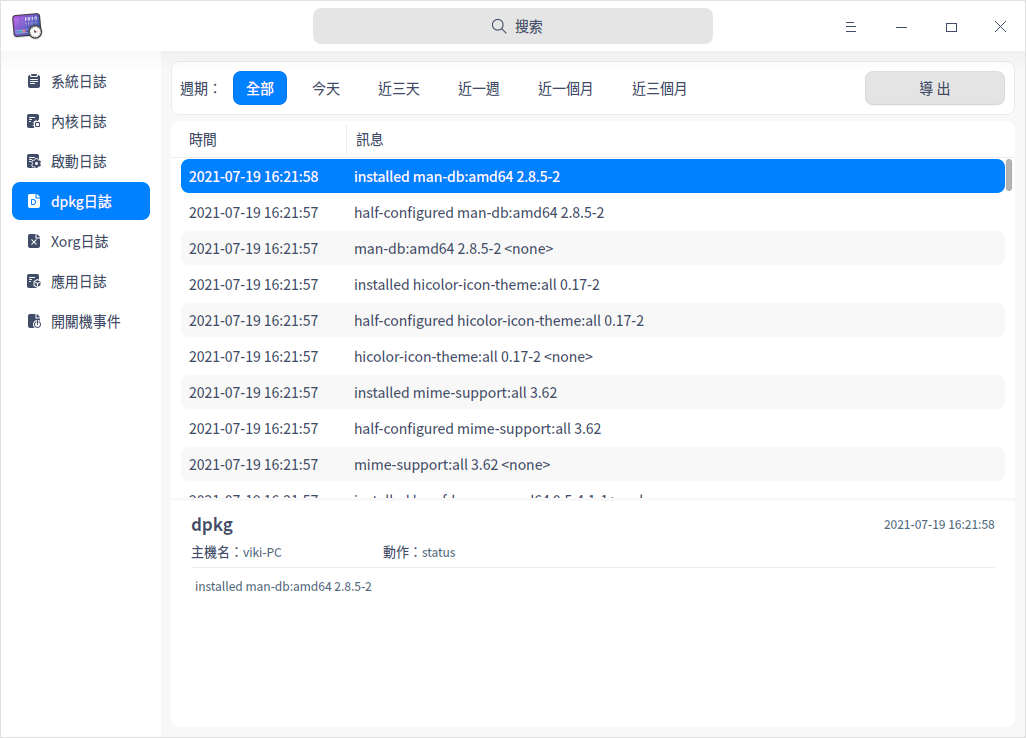 搜索
系統日誌
內核日誌
啟動日誌
dpkg日誌
Xorg日誌
應用日誌
開關機事件
週期： 全部 今天 近三天 近一週 近一個月 近三個月 導出
時間 訊息
2021-07-19 16:21:58 installed man-db:amd64 2.8.5-2
2021-07-19 16:21:57 half-configured man-db:amd64 2.8.5-2
2021-07-19 16:21:57 man-db:amd64 2.8.5-2 <none>
2021-07-19 16:21:57 installed hicolor-icon-theme:all 0.17-2
2021-07-19 16:21:57 half-configured hicolor-icon-theme:all 0.17-2
2021-07-19 16:21:57 hicolor-icon-theme:all 0.17-2 <none>
2021-07-19 16:21:57 installed mime-support:all 3.62
2021-07-19 16:21:57 half-configured mime-support:all 3.62
2021-07-19 16:21:57 mime-support:all 3.62 <none>
2021-07-19 16:21:57 installed
dpkg 2021-07-19 16:21:58
主機名：viki-PC 動作：status
installed man-db:amd64 2.8.5-2